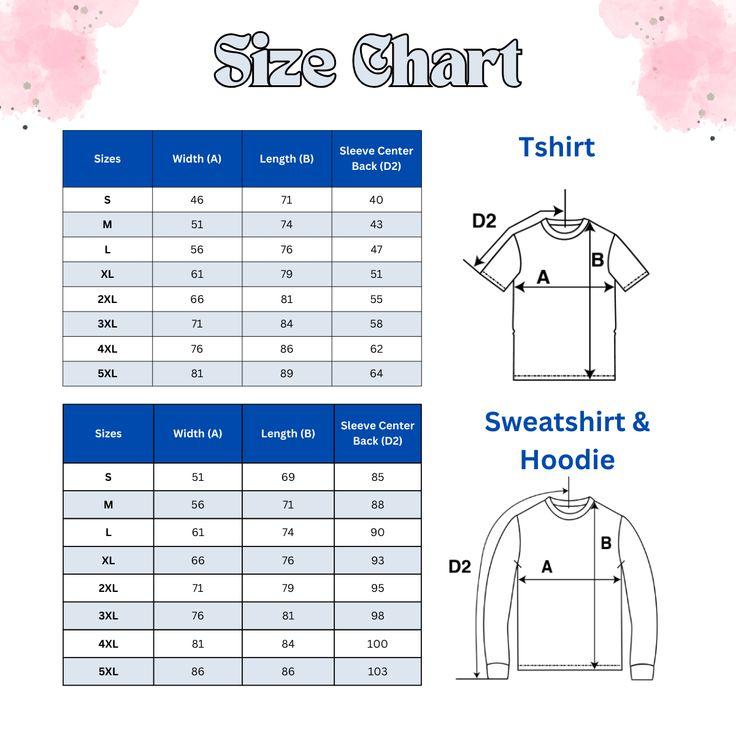 Size Chart
Sizes Width (A) Length (B) Sleeve Center
Back (D2)
S 46 71 40
M 51 74 43
L 56 76 47
XL 61 79 51
2XL 66 81 55
3XL 71 84 58
4XL 76 86 62
5XL 81 89 64
Tshirt
D2
B
A
Sizes Width (A) Length (B) Sleeve Center
Back (D2)
S 51 69 85
M 56 71 88
L 61 74 90
XL 66 76 93
2XL 71 79 95
3XL 76 81 98
4XL 81 84 100
5XL 86 86 103
Sweatshirt &
Hoodie
B
D2 A